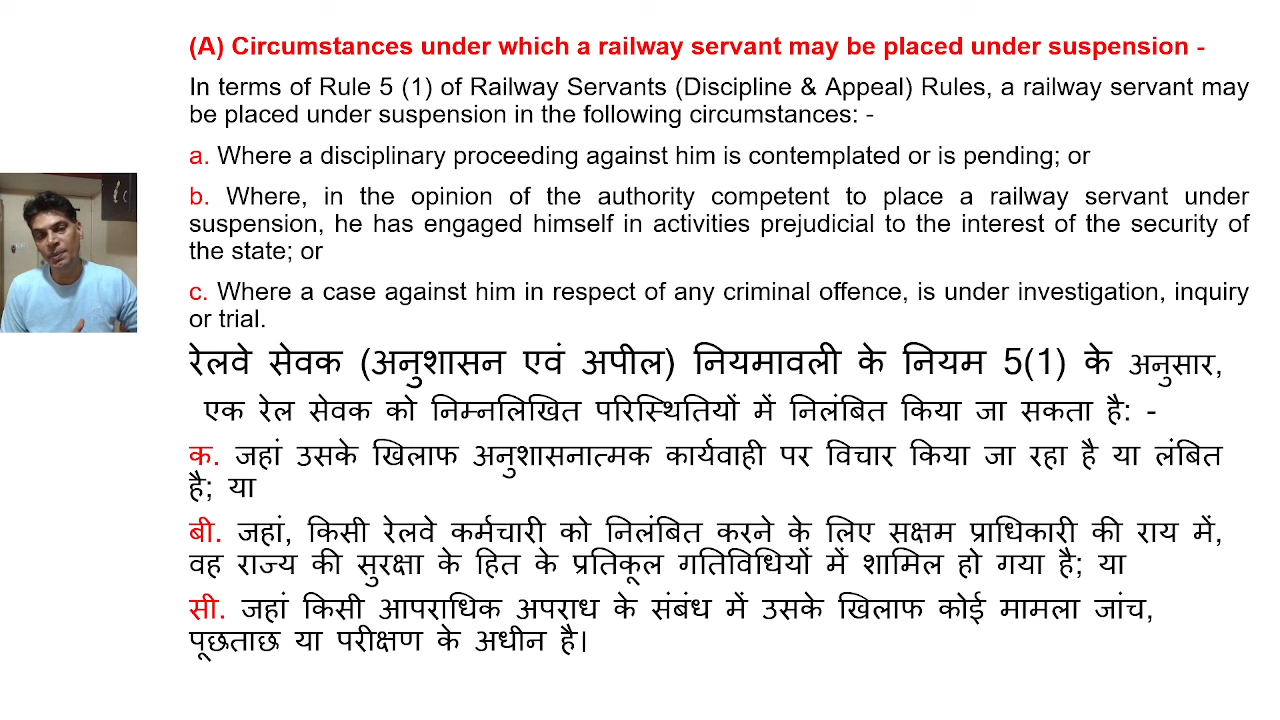 (A) Circumstances under which a railway servant may be placed under suspension -
In terms of Rule 5 (1) of Railway Servants (Discipline & Appeal) Rules, a railway servant may
be placed under suspension in the following circumstances: -
a. Where a disciplinary proceeding against him is contemplated or is pending; or
b. Where, in the opinion of the authority competent to place a railway servant under
suspension, he has engaged himself in activities prejudicial to the interest of the security of
the state; or
c. Where a case against him in respect of any criminal offence, is under investigation, inquiry
or trial.
रेलवे सेवक (अनुशासन एवं अपील) नियमावली के नियम 5(1) के अनुसार,
एक रेल सेवक को निम्नलिखित परिस्थितियों में निलंबित किया जा सकता है: -
क. जहां उसके खिलाफ अनुशासनात्मक कार्यवाही पर विचार किया जा रहा है या लंबित
है; या
बी. जहां, किसी रेलवे कर्मचारी को निलंबित करने के लिए सक्षम प्राधिकारी की राय में,
वह राज्य की सुरक्षा के हित के प्रतिकूल गतिविधियों में शामिल हो गया है; या
सी. जहां किसी आपराधिक अपराध के संबंध में उसके खिलाफ कोई मामला जांच,
पूछताछ या परीक्षण के अधीन है।